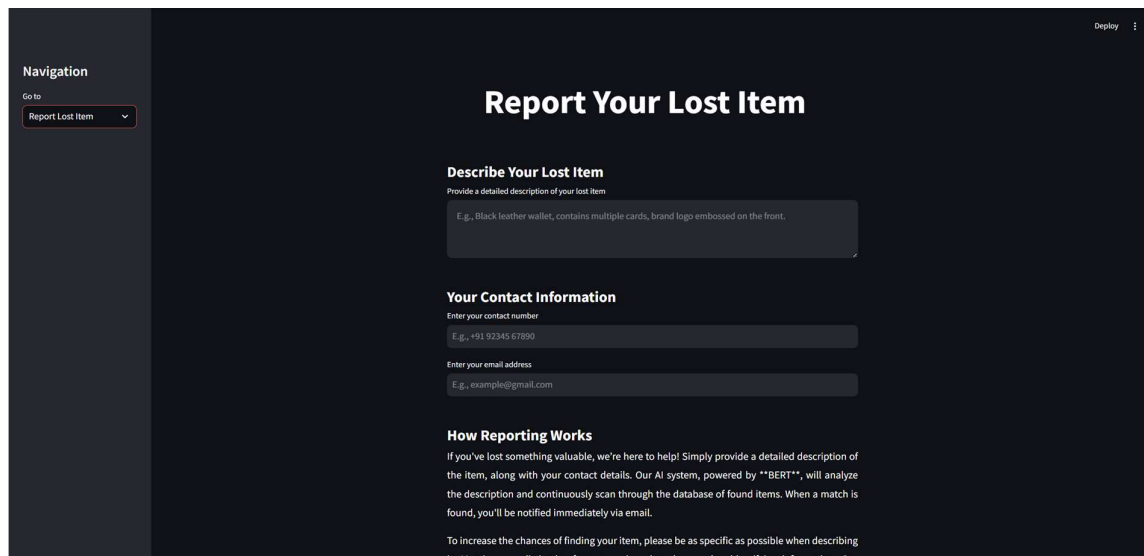 Deploy
Navigation
Go to
Report Lost Item
Report Your Lost Item
Describe Your Lost Item
Provide a detailed description of your lost item
E.g., Black leather wallet, contains multiple cards, brand logo embossed on the front.
Your Contact Information
Enter your contact number
E.g., +91 92345 67890
Enter your email address
E.g., example@gmail.com
How Reporting Works
If you've lost something valuable, we're here to help! Simply provide a detailed description of
the item, along with your contact details. Our AI system, powered by **BERT**, will analyze
the description and continuously scan through the database of found items. When a match is
found, you'll be notified immediately via email.
To increase the chances of finding your item, please be as specific as possible when describing